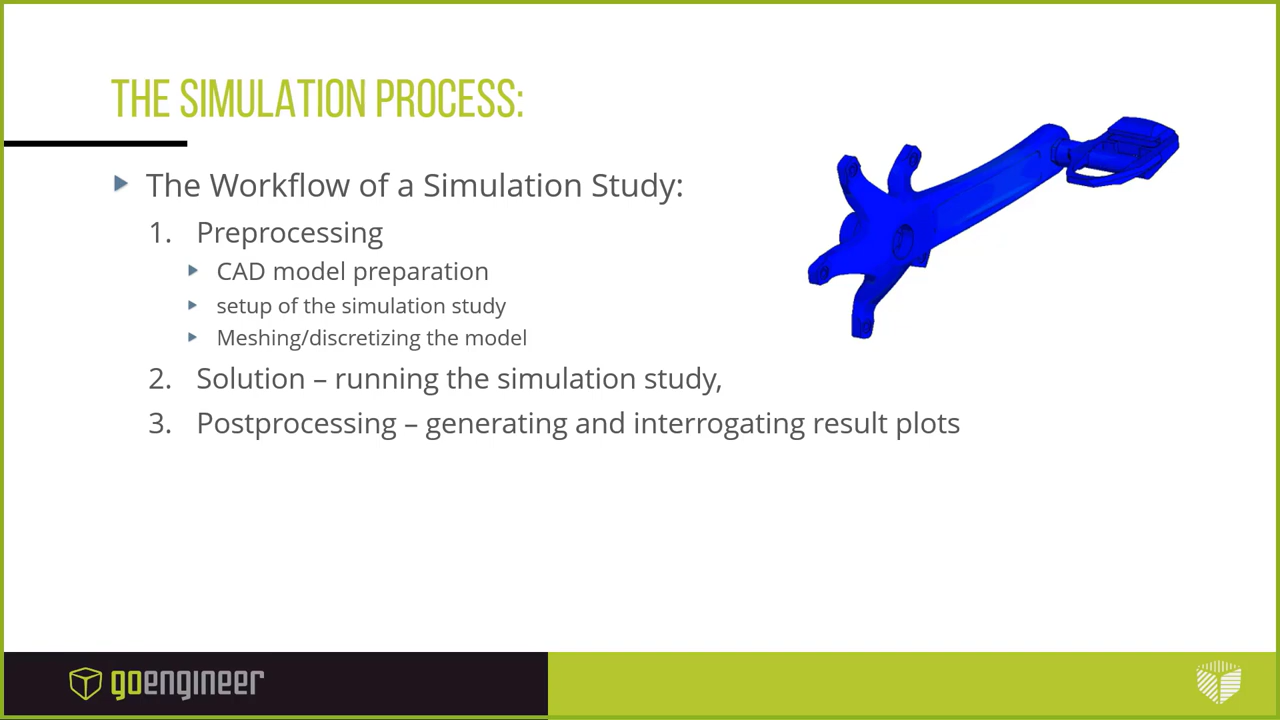 THE SIMULATION PROCESS:
The Workflow of a Simulation Study:
1. Preprocessing
CAD model preparation
setup of the simulation study
Meshing/discretizing the model
2. Solution – running the simulation study,
3. Postprocessing – generating and interrogating result plots
goengineer